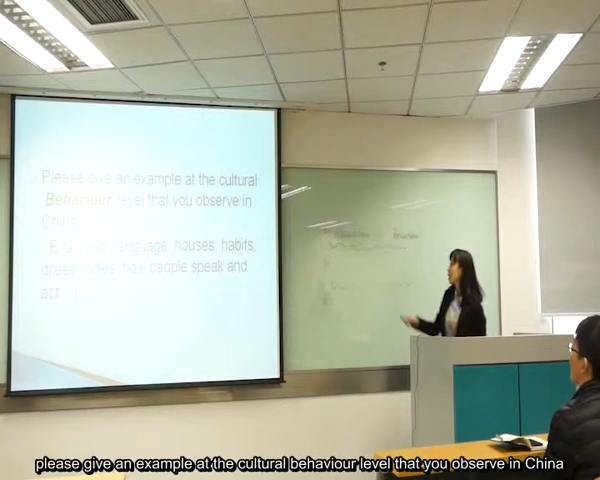 Please give an example at the cultural
Behaviour level that you observe in
China
(E.G. food, language, houses, habits,
dress codes, how people speak and
act
please give an example at the cultural behaviour level that you observe in China